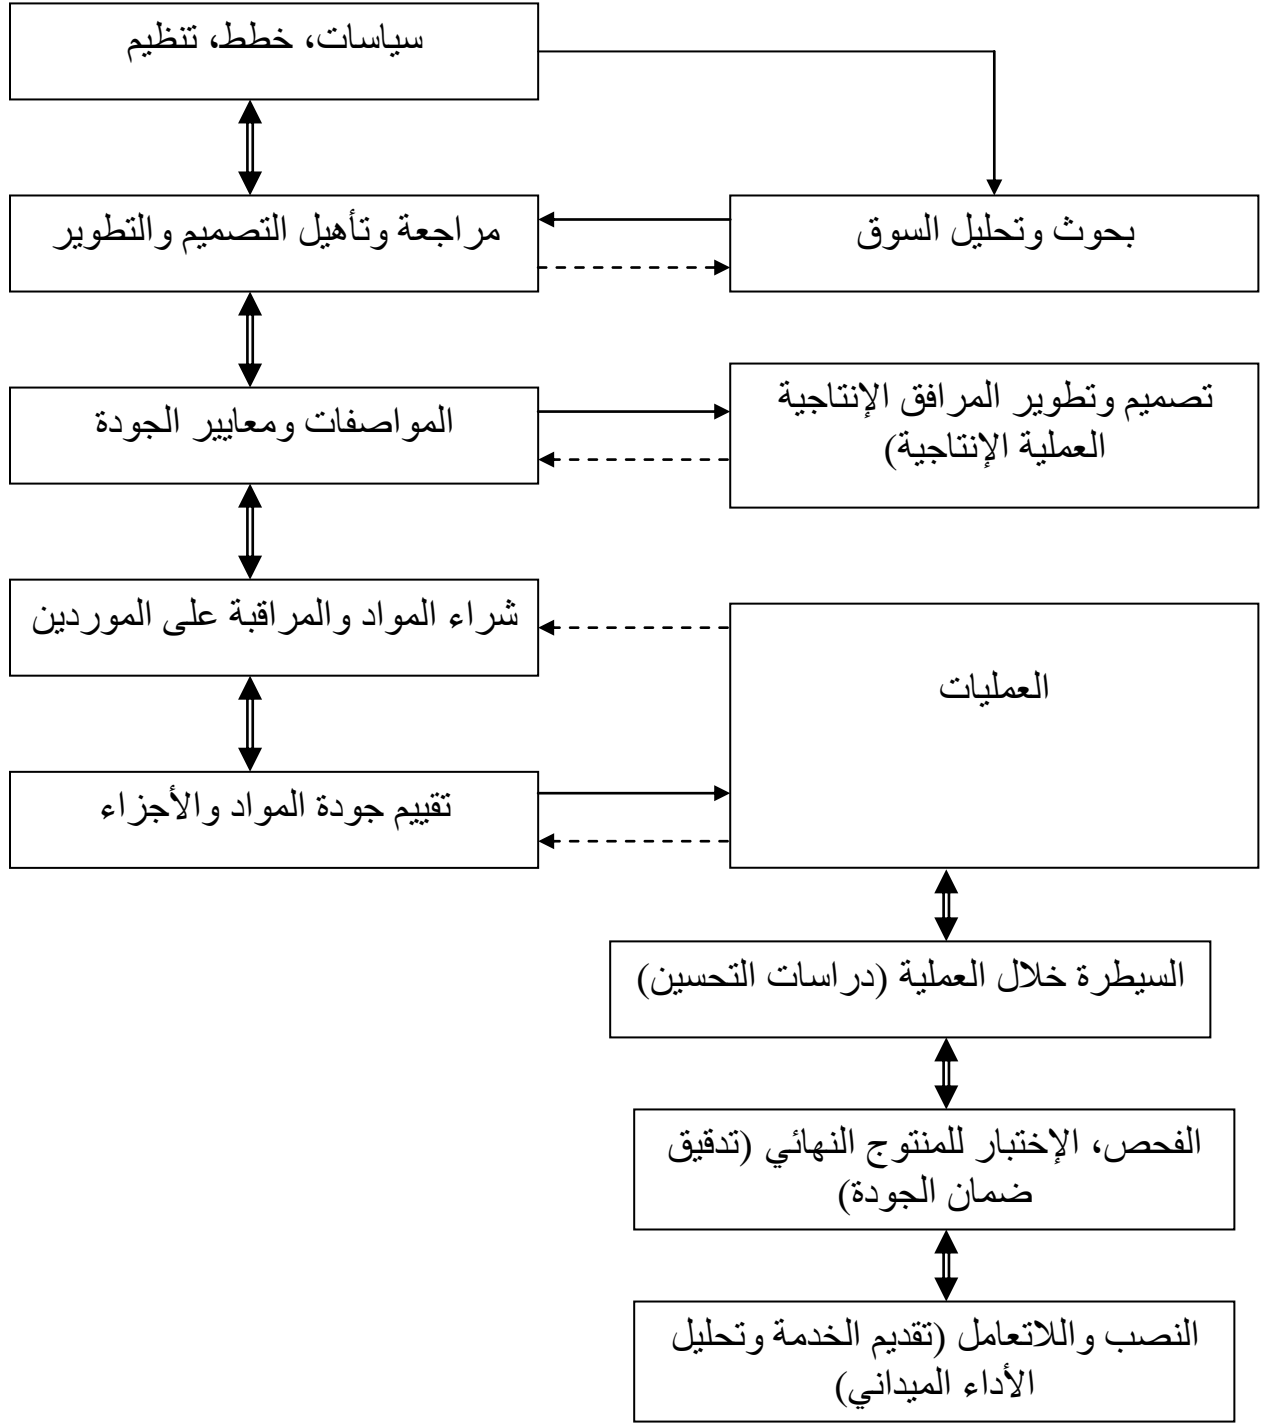 سياسات، خطط، تنظيم
بحوث وتحليل السوق
مراجعة وتأهيل التصميم والتطوير
تصميم وتطوير المرافق الإنتاجية
العملية الإنتاجية)
المواصفات ومعايير الجودة
شراء المواد والمراقبة على الموردين
العمليات
تقييم جودة المواد والأجزاء
السيطرة خلال العملية (دراسات التحسين)
الفحص، الإختبار للمنتوج النهائي (تدقيق
ضمان الجودة)
النصب واللاتعامل (تقديم الخدمة وتحليل
الأداء الميداني)